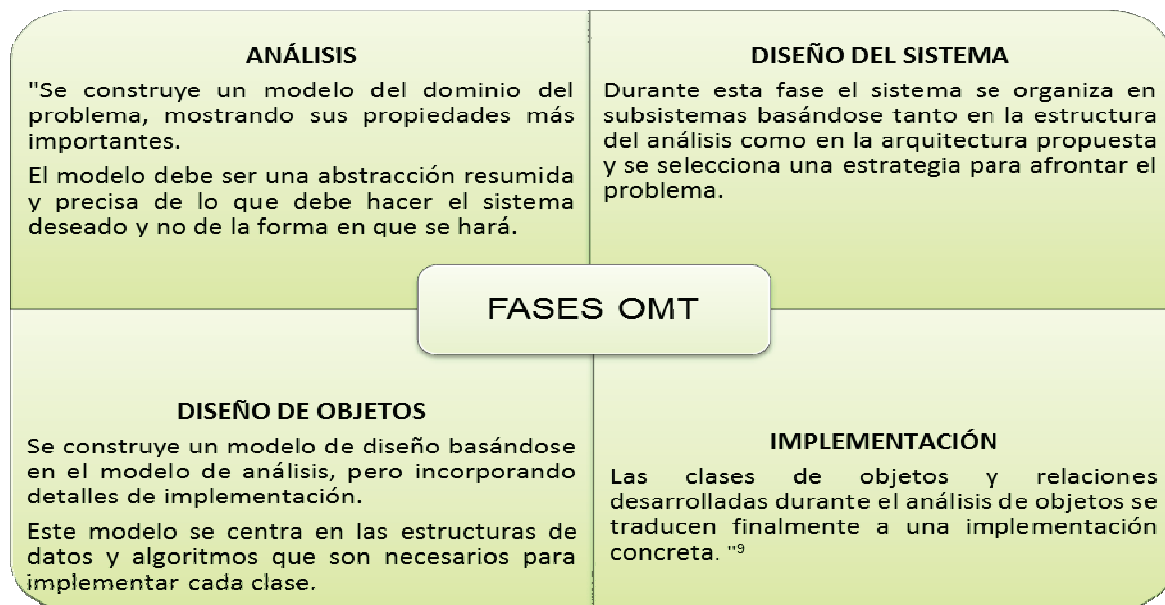 ANÁLISIS
"Se construye un modelo del dominio del
problema, mostrando sus propiedades más
importantes.
El modelo debe ser una abstracción resumida
y precisa de lo que debe hacer el sistema
deseado y no de la forma en que se hará.
DISEÑO DEL SISTEMA
Durante esta fase el sistema se organiza en
subsistemas basándose tanto en la estructura
del análisis como en la arquitectura propuesta
y se selecciona una estrategia para afrontar el
problema.
FASES OMT
DISEÑO DE OBJETOS
Se construye un modelo de diseño basándose
en el modelo de análisis, pero incorporando
detalles de implementación.
Este modelo se centra en las estructuras de
datos y algoritmos que son necesarios para
implementar cada clase.
IMPLEMENTACIÓN
Las clases de objetos y relaciones
desarrolladas durante el análisis de objetos se
traducen finalmente a una implementación
concreta. "⁹